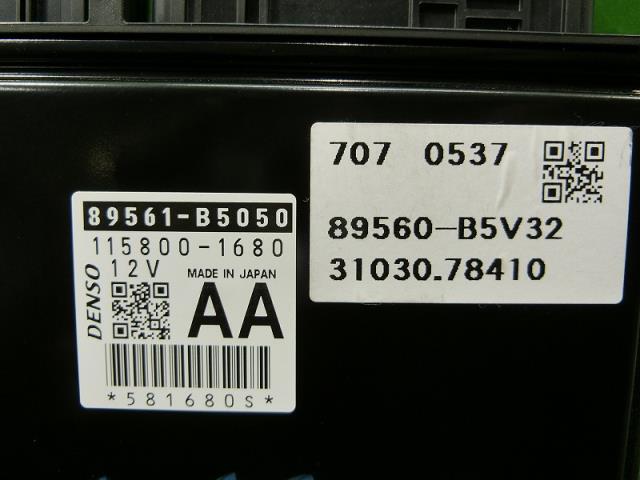 707 0537
89560-B5V32
31030.78410
89561-B5050
115800-1680
12V
MADE IN JAPAN
DENSO
AA
*581680S*